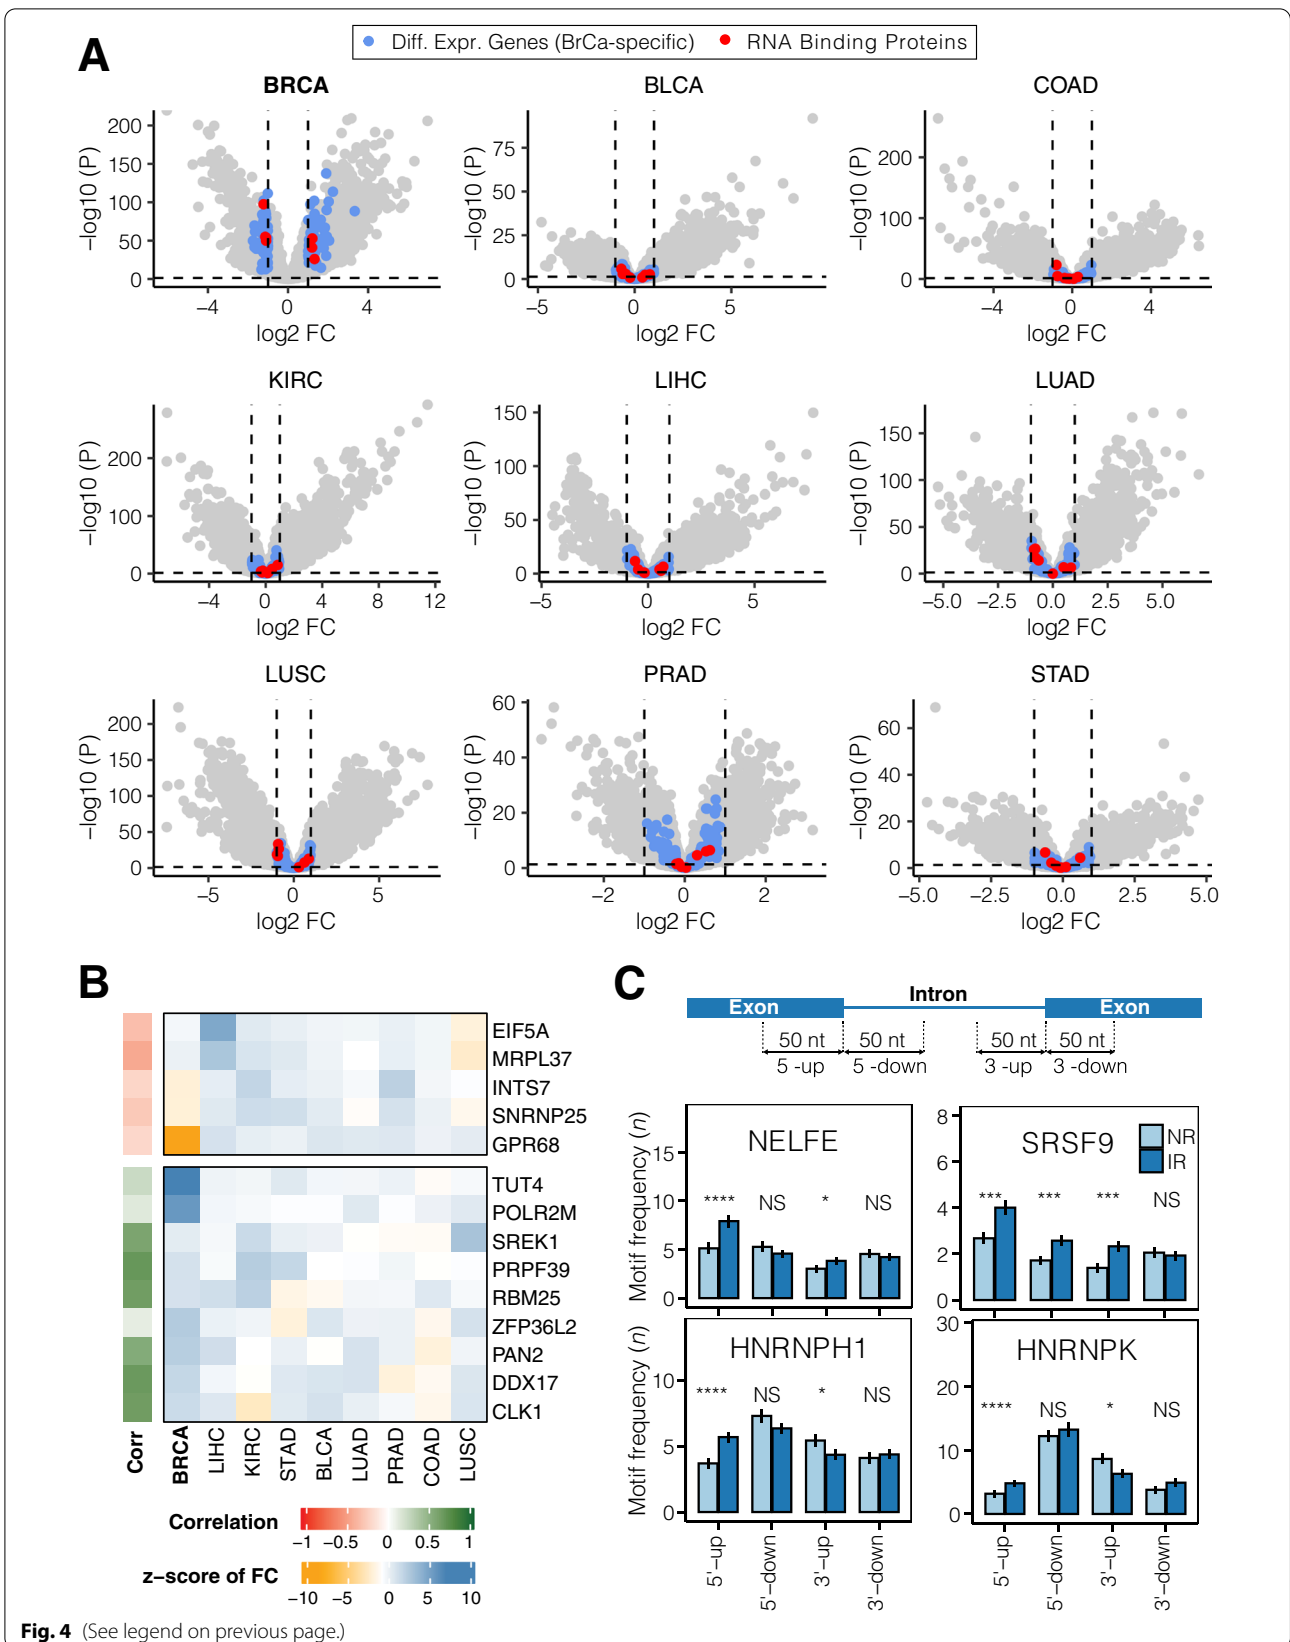 A
Diff. Expr. Genes (BrCa-specific) RNA Binding Proteins
BRCA
−log10 (P)
200
150
100
50
0
−4 0 4
log2 FC
BLCA
−log10 (P)
75
50
25
0
−5 0 5
log2 FC
COAD
−log10 (P)
200
100
0
−4 0 4
log2 FC
KIRC
−log10 (P)
200
100
0
−4 0 4 8 12
log2 FC
LIHC
−log10 (P)
150
100
50
0
−5 0 5
log2 FC
LUAD
−log10 (P)
150
100
50
0
−5.0 −2.5 0.0 2.5 5.0
log2 FC
LUSC
−log10 (P)
200
150
100
50
0
−5 0 5
log2 FC
PRAD
−log10 (P)
60
40
20
0
−2 0 2
log2 FC
STAD
−log10 (P)
60
40
20
0
−5.0 −2.5 0.0 2.5 5.0
log2 FC
B
EIF5A
MRPL37
INTS7
SNRNP25
GPR68
TUT4
POLR2M
SREK1
PRPF39
RBM25
ZFP36L2
PAN2
DDX17
CLK1
Corr BRCA LIHC KIRC STAD BLCA LUAD PRAD COAD LUSC
Correlation
−1 −0.5 0 0.5 1
z−score of FC
−10 −5 0 5 10
C
Exon Intron Exon
50 nt 50 nt 50 nt 50 nt
5 -up 5 -down 3 -up 3 -down
NELFE
Motif frequency (n)
15
10
5
0
**** NS * NS
SRSF9
NR
IR
8
6
4
2
0
*** *** *** NS
HNRNPH1
Motif frequency (n)
10
5
0
**** NS * NS
5'−up 5'−down 3'−up 3'−down
HNRNPK
30
20
10
0
**** NS * NS
5'−up 5'−down 3'−up 3'−down
Fig. 4 (See legend on previous page.)